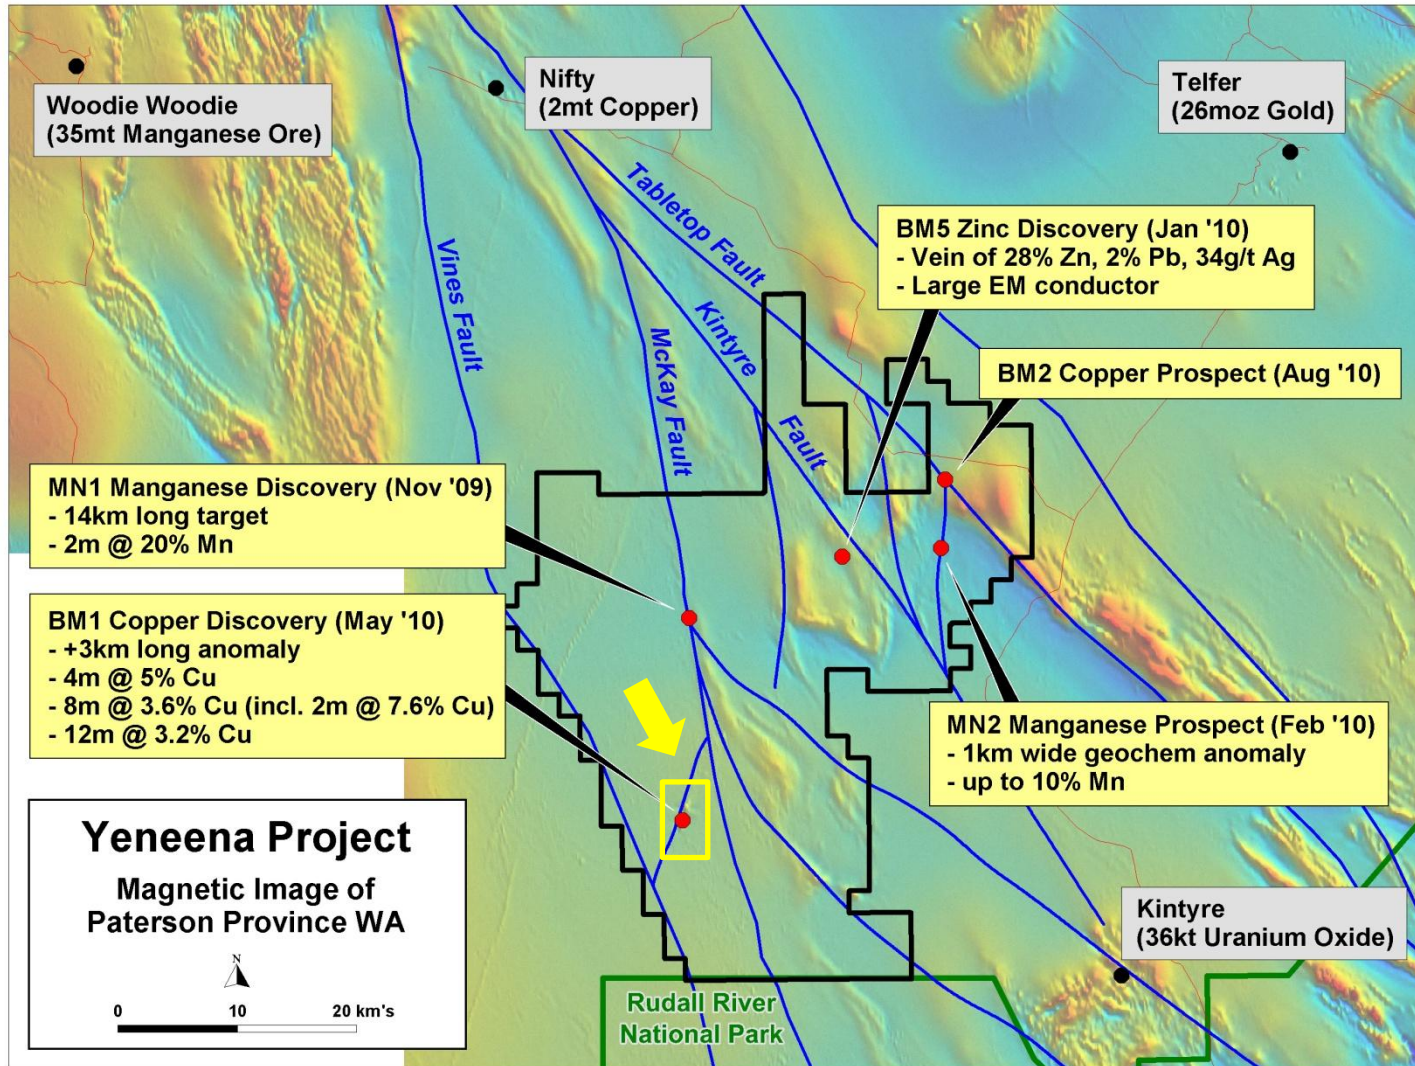 Woodie Woodie
(35mt Manganese Ore)
Nifty
(2mt Copper)
Telfer
(26moz Gold)
Tabletop Fault
Vines Fault
McKay Fault
Kintyre
Fault
BM5 Zinc Discovery (Jan '10)
- Vein of 28% Zn, 2% Pb, 34g/t Ag
- Large EM conductor
BM2 Copper Prospect (Aug '10)
MN1 Manganese Discovery (Nov '09)
- 14km long target
- 2m @ 20% Mn
BM1 Copper Discovery (May '10)
- +3km long anomaly
- 4m @ 5% Cu
- 8m @ 3.6% Cu (incl. 2m @ 7.6% Cu)
- 12m @ 3.2% Cu
MN2 Manganese Prospect (Feb '10)
- 1km wide geochem anomaly
- up to 10% Mn
Yeneena Project
Magnetic Image of
Paterson Province WA
N
0 10 20 km's
Kintyre
(36kt Uranium Oxide)
Rudall River
National Park